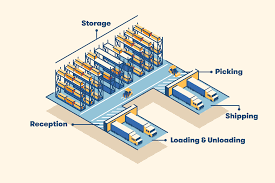 Storage
Picking
Shipping
Reception
Loading & Unloading